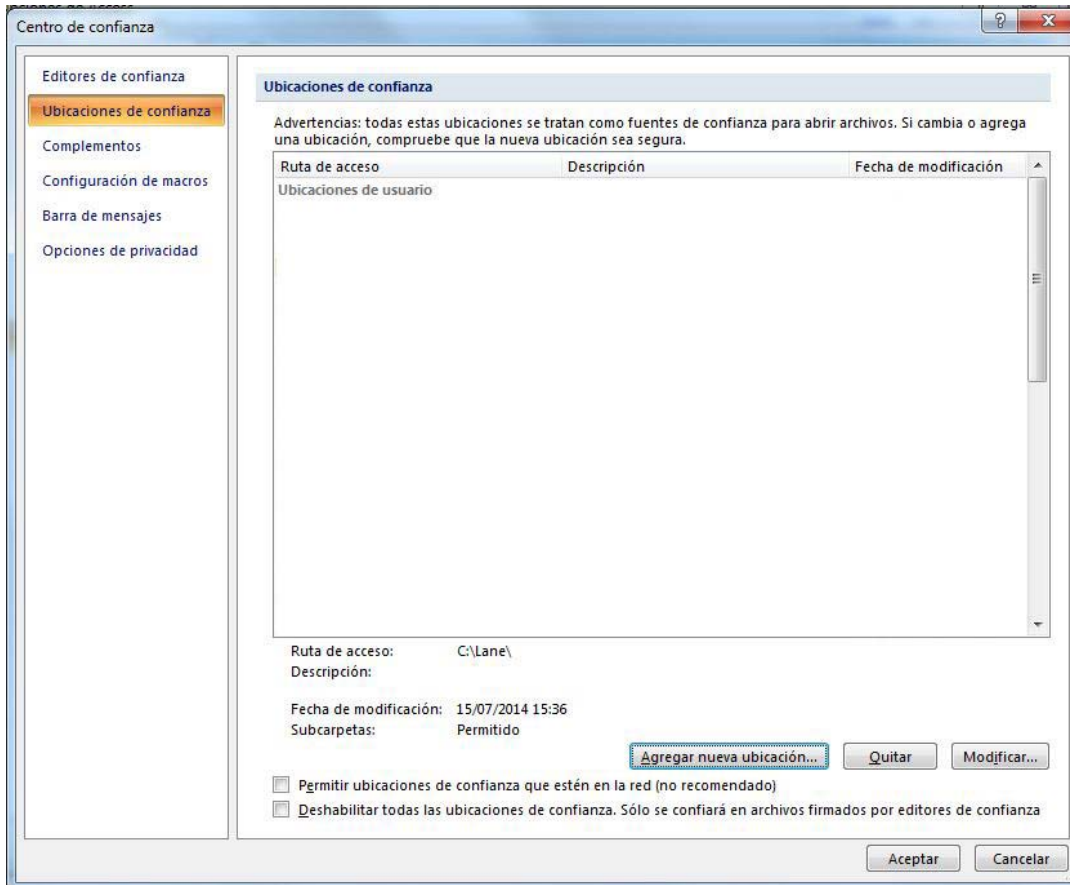 Centro de confianza
Editores de confianza
Ubicaciones de confianza
Complementos
Configuración de macros
Barra de mensajes
Opciones de privacidad
Ubicaciones de confianza
Advertencias: todas estas ubicaciones se tratan como fuentes de confianza para abrir archivos. Si cambia o agrega
una ubicación, compruebe que la nueva ubicación sea segura.
Ruta de acceso Descripción Fecha de modificación
Ubicaciones de usuario
Ruta de acceso: C:\Lane\
Descripción:
Fecha de modificación: 15/07/2014 15:36
Subcarpetas: Permitido
Agregar nueva ubicación... Quitar Modificar...
Permitir ubicaciones de confianza que estén en la red (no recomendado)
Deshabilitar todas las ubicaciones de confianza. Sólo se confiará en archivos firmados por editores de confianza
Aceptar Cancelar